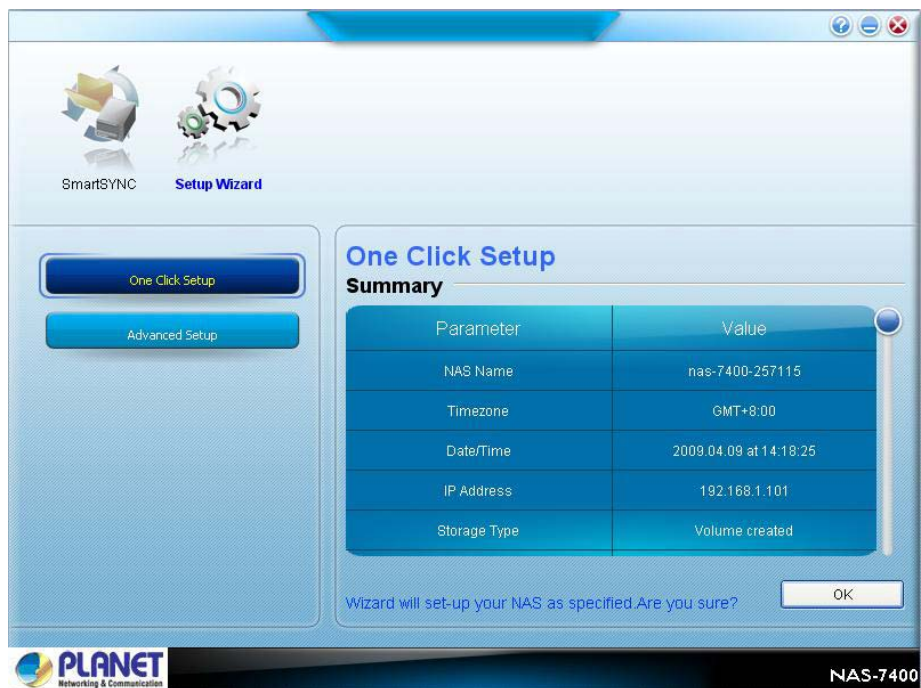 SmartSYNC
Setup Wizard
One Click Setup
Advanced Setup
One Click Setup
Summary
Parameter Value
NAS Name nas-7400-257115
Timezone GMT+8:00
Date/Time 2009.04.09 at 14:18:25
IP Address 192.168.1.101
Storage Type Volume created
Wizard will set-up your NAS as specified.Are you sure?
OK
PLANET
Networking & Communication
NAS-7400